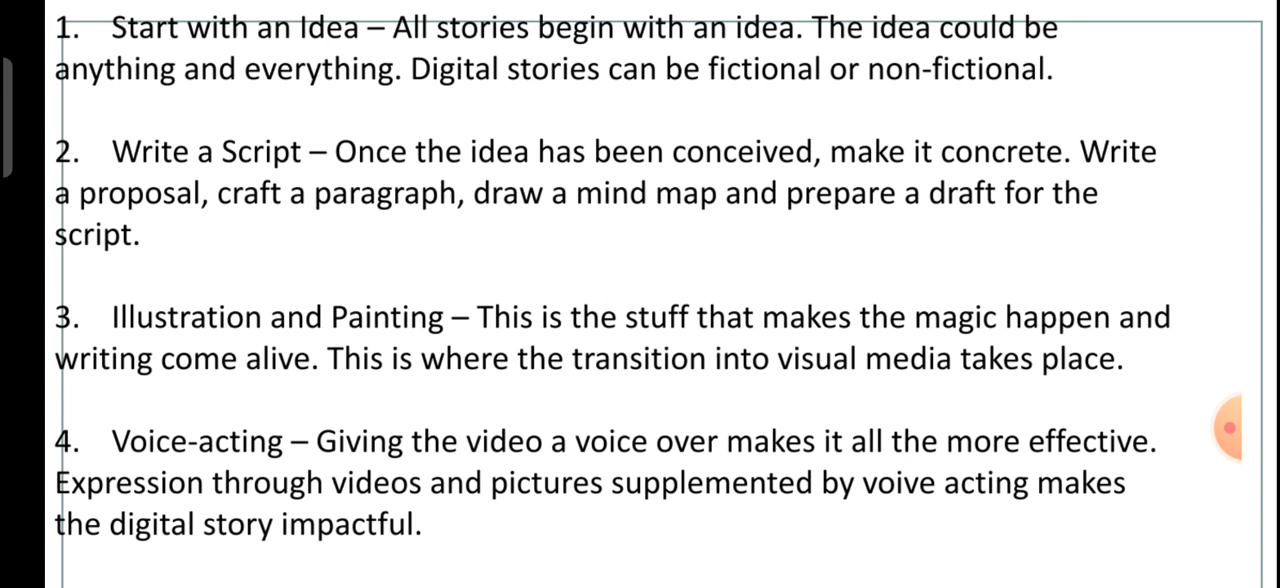 1. Start with an Idea – All stories begin with an idea. The idea could be
anything and everything. Digital stories can be fictional or non-fictional.
2. Write a Script – Once the idea has been conceived, make it concrete. Write
a proposal, craft a paragraph, draw a mind map and prepare a draft for the
script.
3. Illustration and Painting – This is the stuff that makes the magic happen and
writing come alive. This is where the transition into visual media takes place.
4. Voice-acting – Giving the video a voice over makes it all the more effective.
Expression through videos and pictures supplemented by voive acting makes
the digital story impactful.